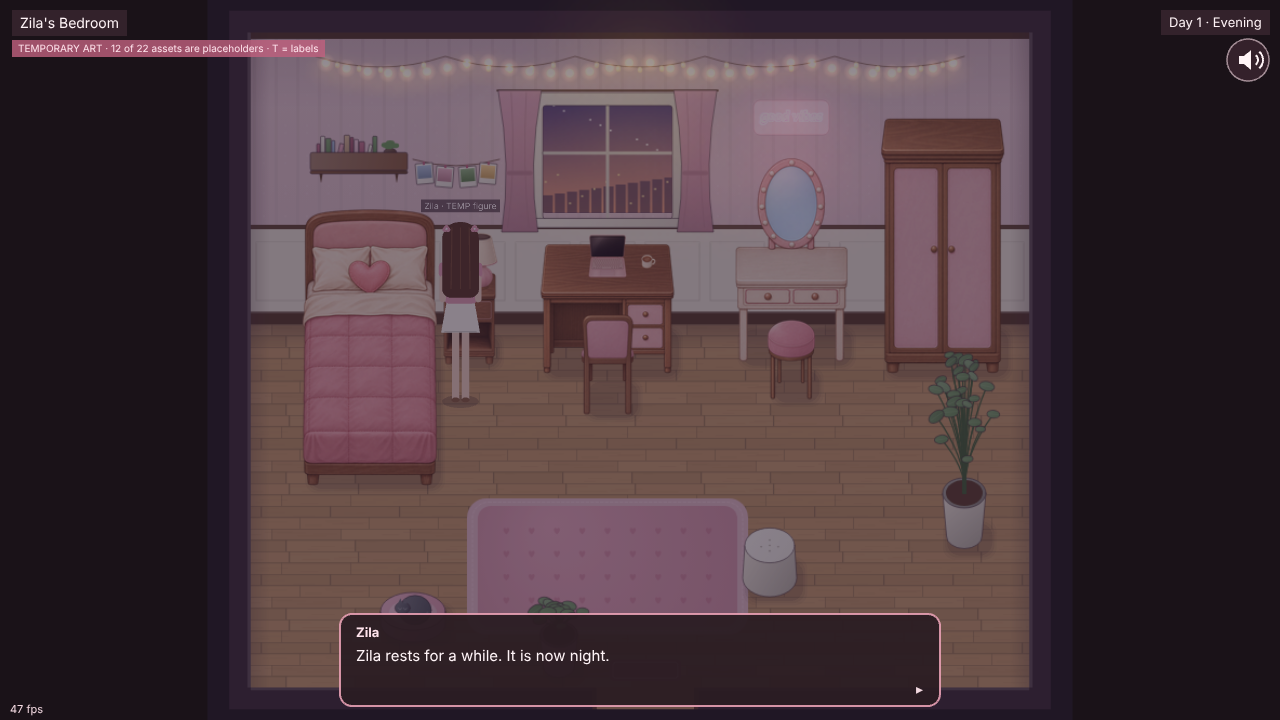 Zila's Bedroom
Day 1 · Evening
TEMPORARY ART · 12 of 22 assets are placeholders · T = labels
Zila · TEMP figure
Zila
Zila rests for a while. It is now night.
47 fps